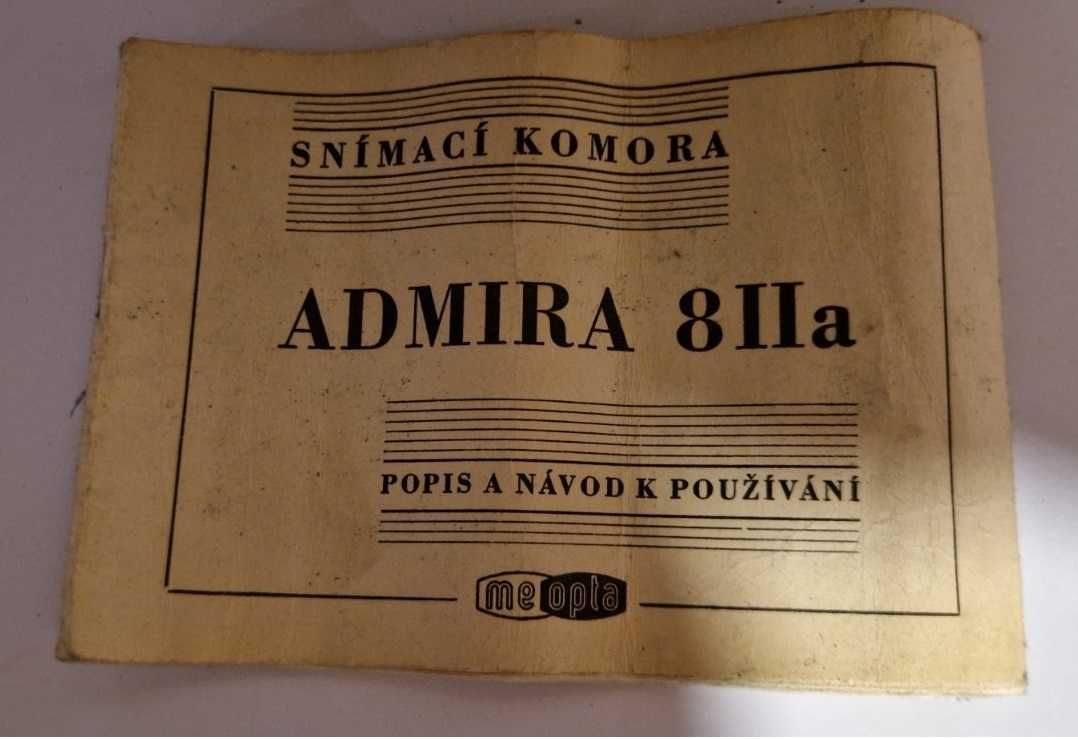 SNÍMACÍ KOMORA
ADMIRA 8IIa
POPIS A NÁVOD K POUŽÍVÁNÍ
meopta